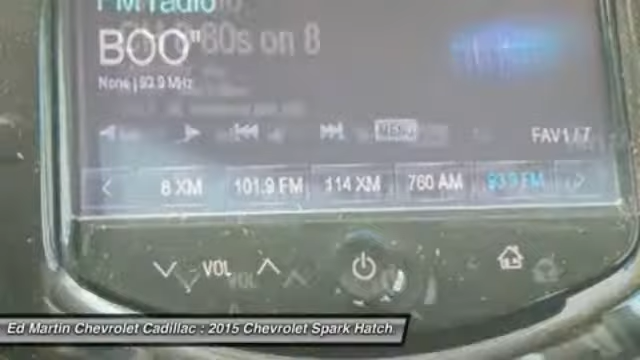 FM radio
80s on 8
BOO"
None | 93.9 MHz
MENU
FAV1/7
< 8 XM 101.9 FM 114 XM 760 AM 93.9 FM >
VOL
Ed Martin Chevrolet Cadillac : 2015 Chevrolet Spark Hatch